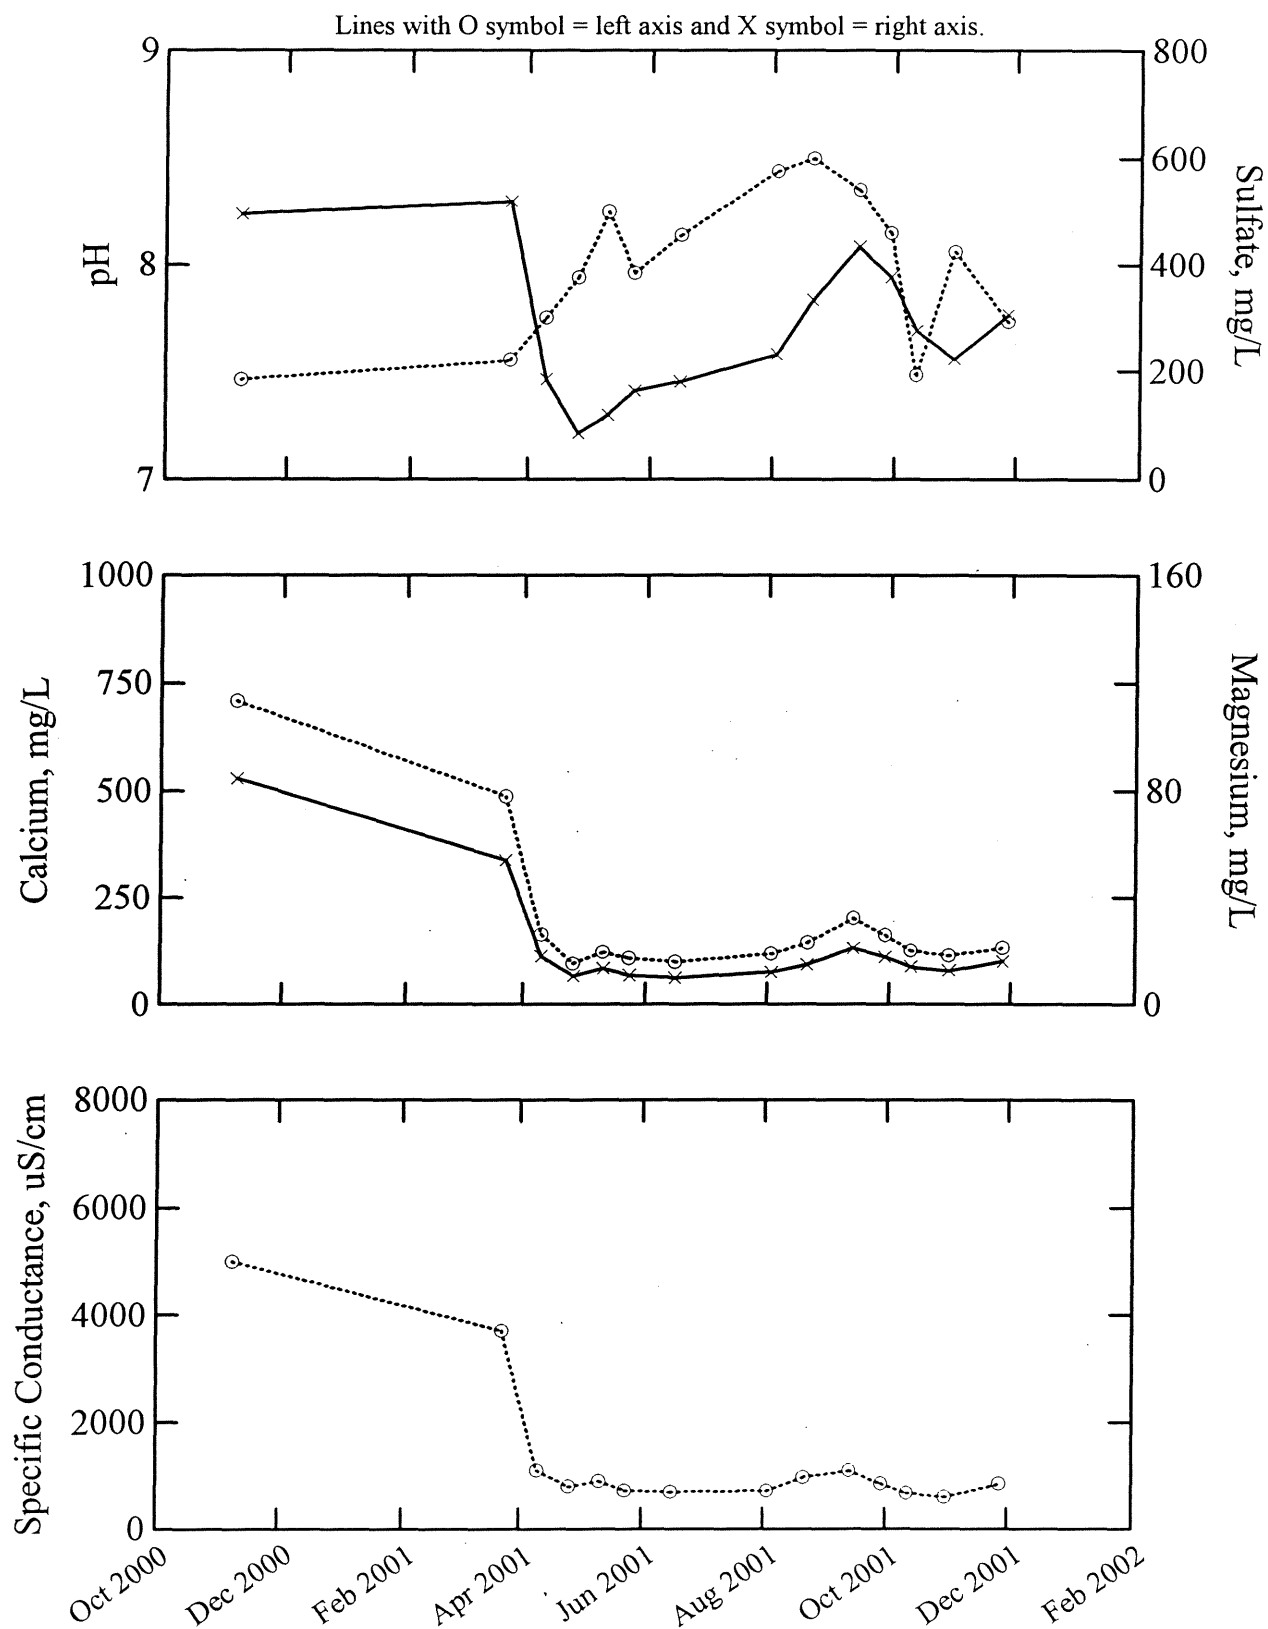 Lines with O symbol = left axis and X symbol = right axis.
9
8
7
pH
800
600
400
200
0
Sulfate, mg/L
1000
750
500
250
0
Calcium, mg/L
160
80
0
Magnesium, mg/L
8000
6000
4000
2000
0
Specific Conductance, uS/cm
Oct 2000
Dec 2000
Feb 2001
Apr 2001
Jun 2001
Aug 2001
Oct 2001
Dec 2001
Feb 2002